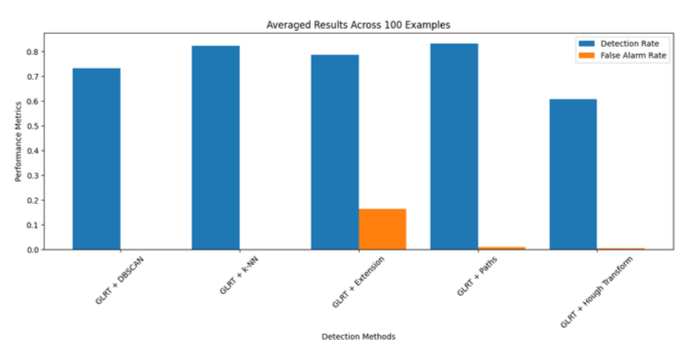 Averaged Results Across 100 Examples
Detection Rate
False Alarm Rate
Performance Metrics
0.8
0.7
0.6
0.5
0.4
0.3
0.2
0.1
0.0
GLRT + DBSCAN
GLRT + k-NN
GLRT + Extension
GLRT + Paths
GLRT + Hough Transform
Detection Methods